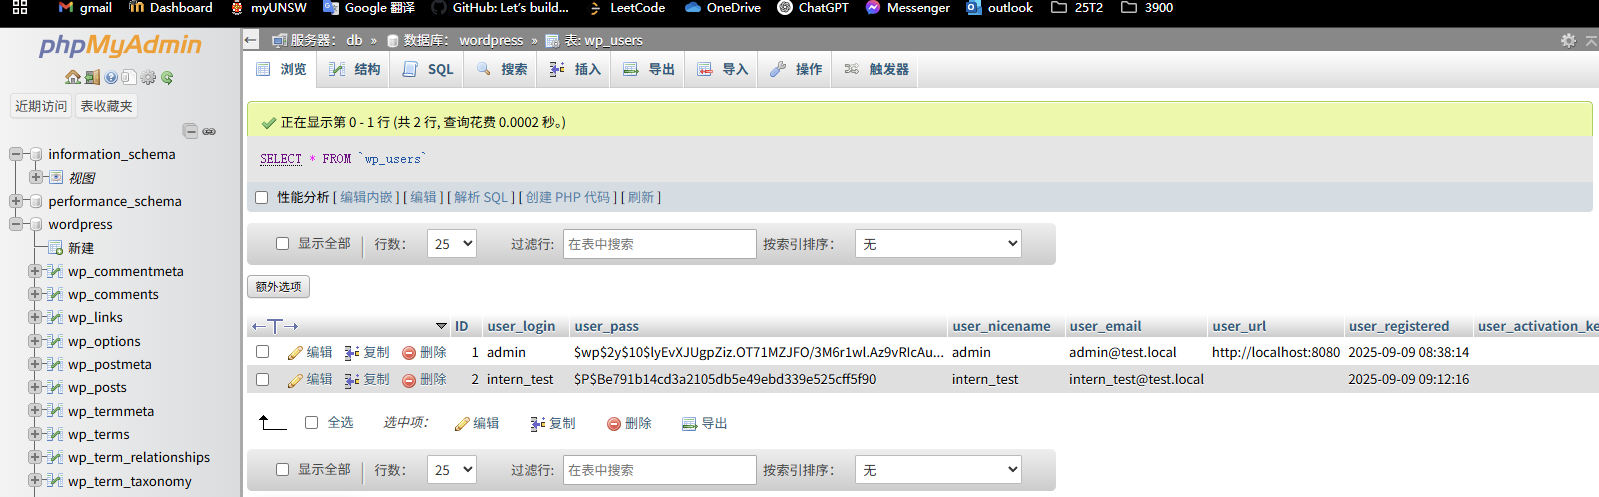 gmail Dashboard myUNSW Google 翻译 GitHub: Let's build... LeetCode OneDrive ChatGPT Messenger outlook 25T2 3900
phpMyAdmin
近期访问 表收藏夹
information_schema
视图
performance_schema
wordpress
新建
wp_commentmeta
wp_comments
wp_links
wp_options
wp_postmeta
wp_posts
wp_termmeta
wp_terms
wp_term_relationships
wp_term_taxonomy
服务器: db » 数据库: wordpress » 表: wp_users
浏览 结构 SQL 搜索 插入 导出 导入 操作 触发器
正在显示第 0 - 1 行 (共 2 行, 查询花费 0.0002 秒。)
SELECT * FROM `wp_users`
性能分析 [ 编辑内嵌 ] [ 编辑 ] [ 解析 SQL ] [ 创建 PHP 代码 ] [ 刷新 ]
显示全部 行数: 25 过滤行: 在表中搜索 按索引排序: 无
额外选项
ID user_login user_pass user_nicename user_email user_url user_registered user_activation_ke
编辑 复制 删除 1 admin $wp$2y$10$lyEvXJUgpZiz.OT71MZJFO/3M6r1wl.Az9vRIcAu... admin admin@test.local http://localhost:8080 2025-09-09 08:38:14
编辑 复制 删除 2 intern_test $P$Be791b14cd3a2105db5e49ebd339e525cff5f90 intern_test intern_test@test.local 2025-09-09 09:12:16
全选 选中项: 编辑 复制 删除 导出
显示全部 行数: 25 过滤行: 在表中搜索 按索引排序: 无